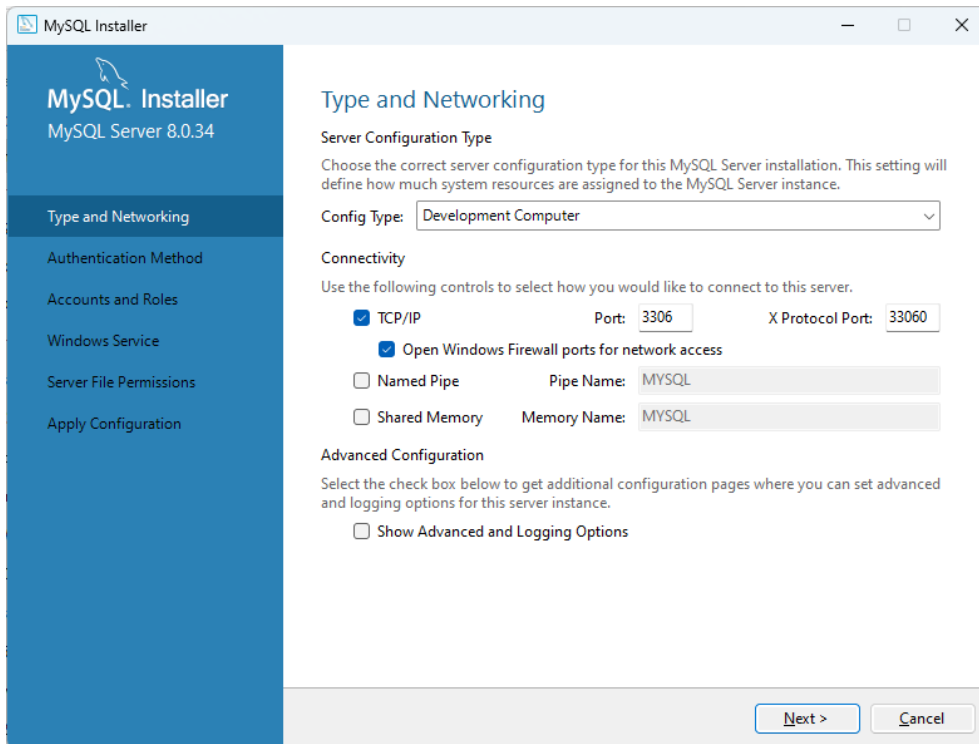 MySQL Installer
MySQL. Installer
MySQL Server 8.0.34
Type and Networking
Authentication Method
Accounts and Roles
Windows Service
Server File Permissions
Apply Configuration
Type and Networking
Server Configuration Type
Choose the correct server configuration type for this MySQL Server installation. This setting will
define how much system resources are assigned to the MySQL Server instance.
Config Type: Development Computer
Connectivity
Use the following controls to select how you would like to connect to this server.
TCP/IP Port: 3306 X Protocol Port: 33060
Open Windows Firewall ports for network access
Named Pipe Pipe Name: MYSQL
Shared Memory Memory Name: MYSQL
Advanced Configuration
Select the check box below to get additional configuration pages where you can set advanced
and logging options for this server instance.
Show Advanced and Logging Options
Next > Cancel